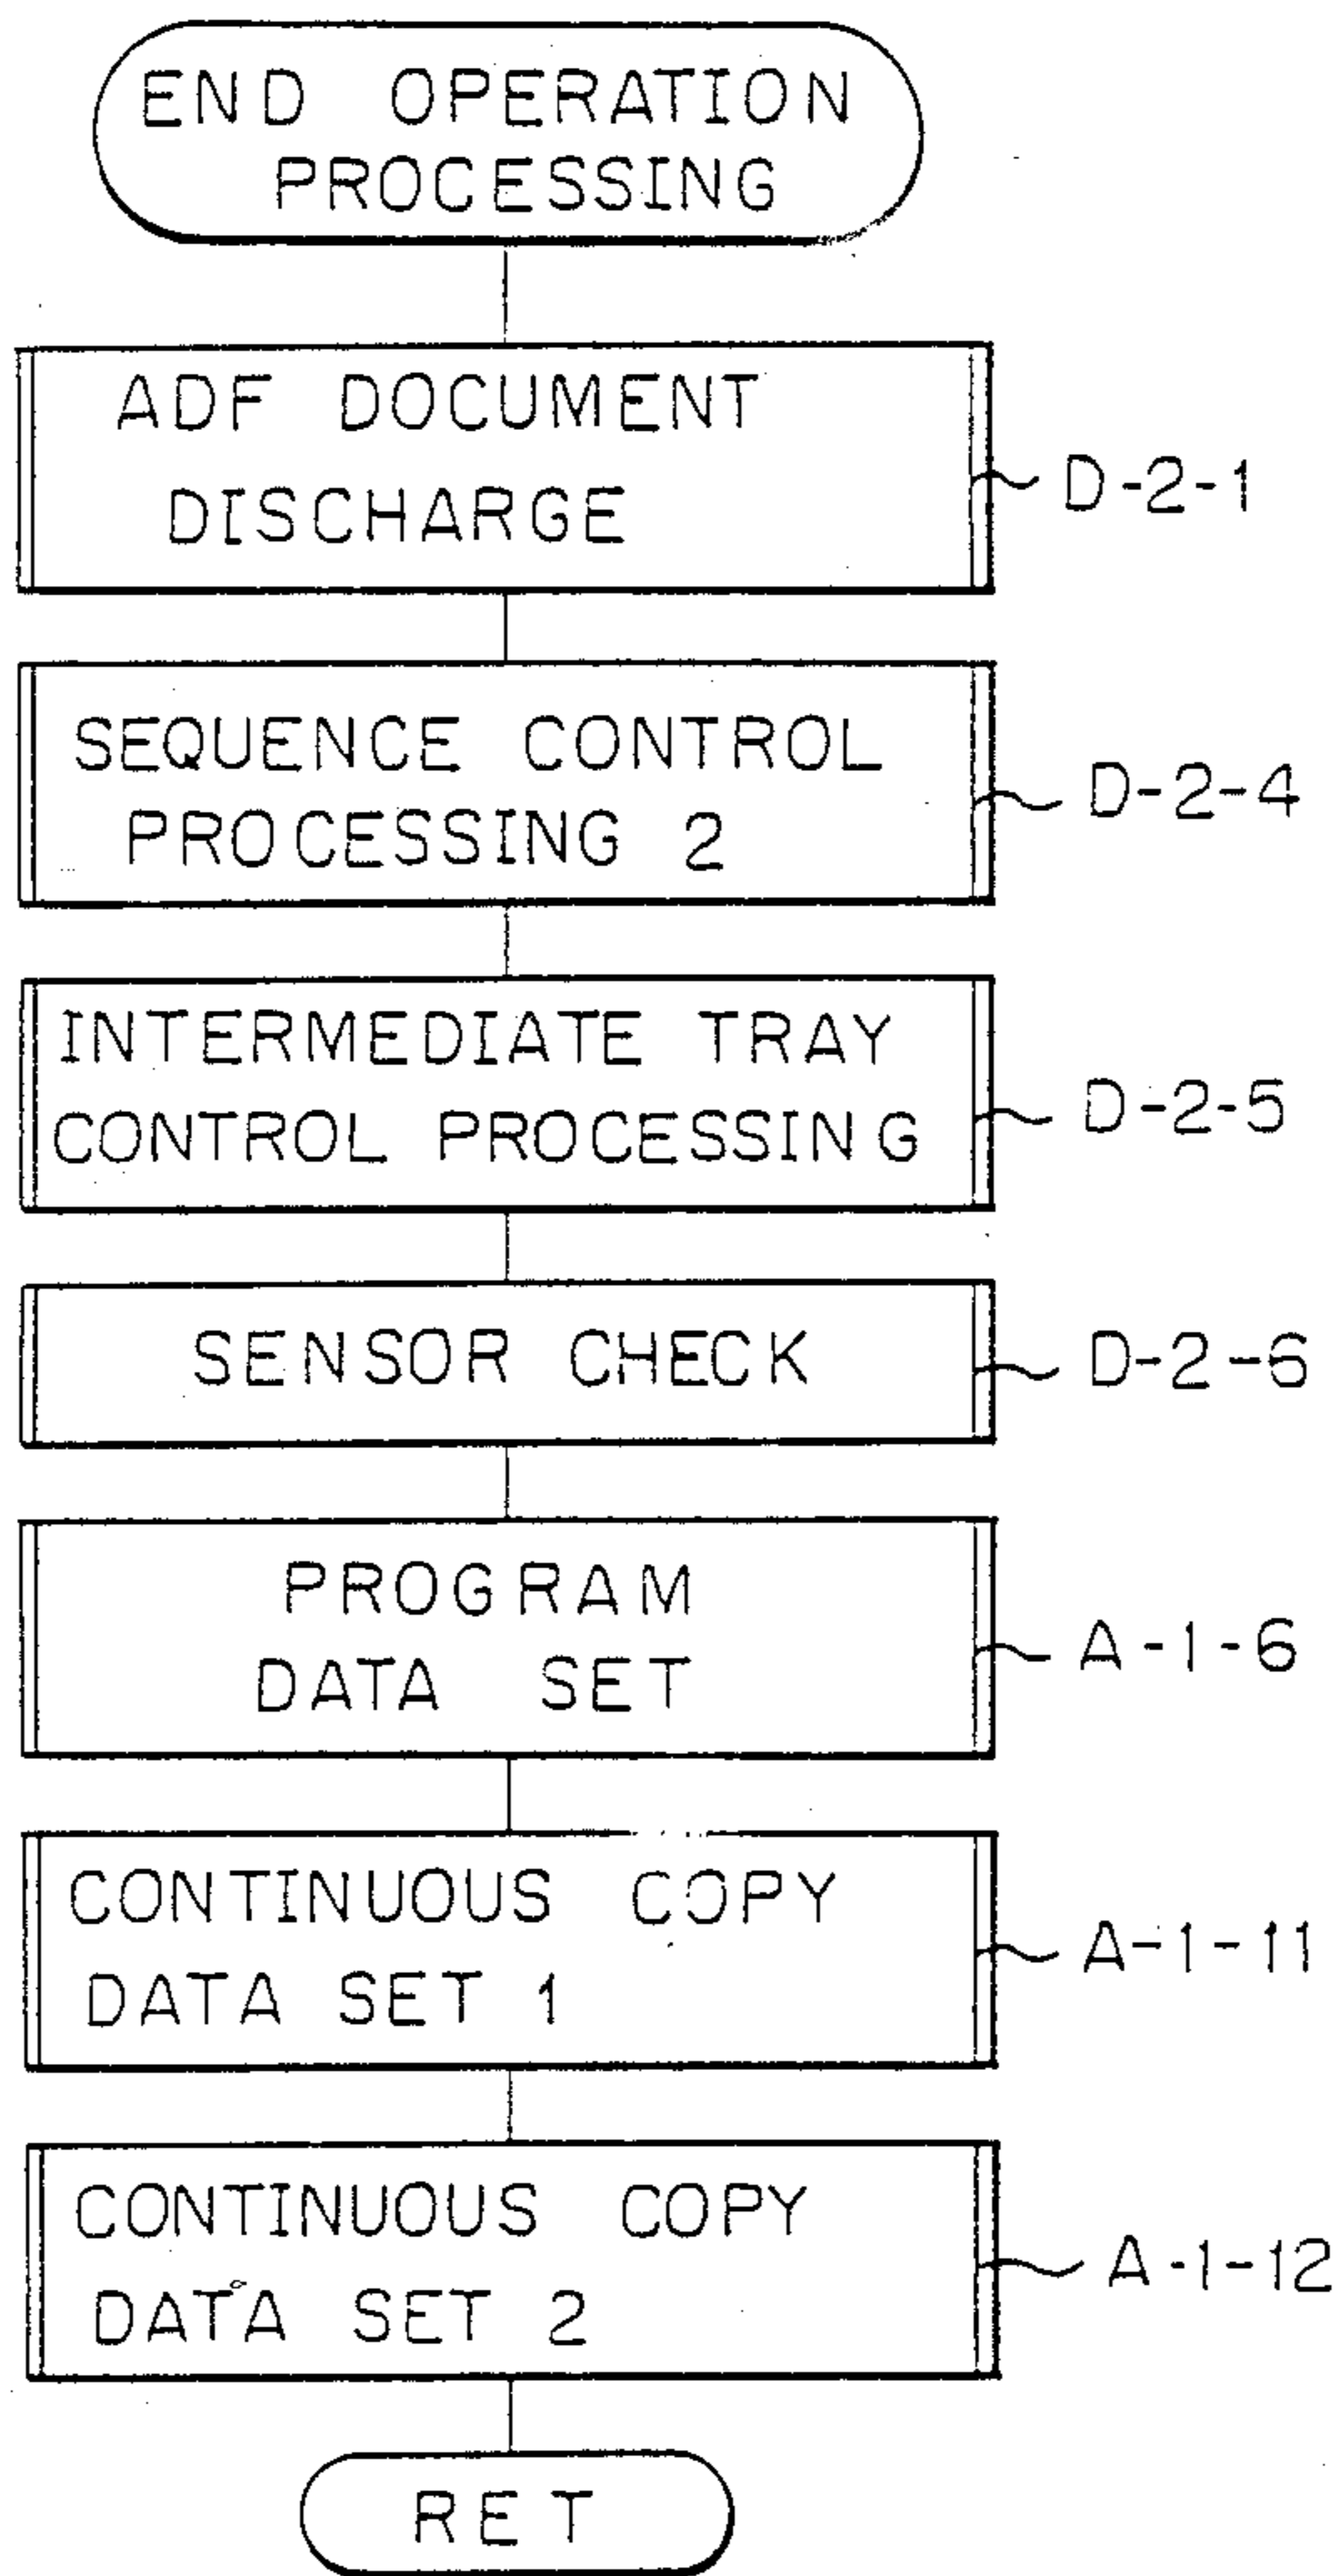 END OPERATION
PROCESSING
ADF DOCUMENT
DISCHARGE
D-2-1
SEQUENCE CONTROL
PROCESSING 2
D-2-4
INTERMEDIATE TRAY
CONTROL PROCESSING
D-2-5
SENSOR CHECK
D-2-6
PROGRAM
DATA SET
A-1-6
CONTINUOUS COPY
DATA SET 1
A-1-11
CONTINUOUS COPY
DATA SET 2
A-1-12
RET